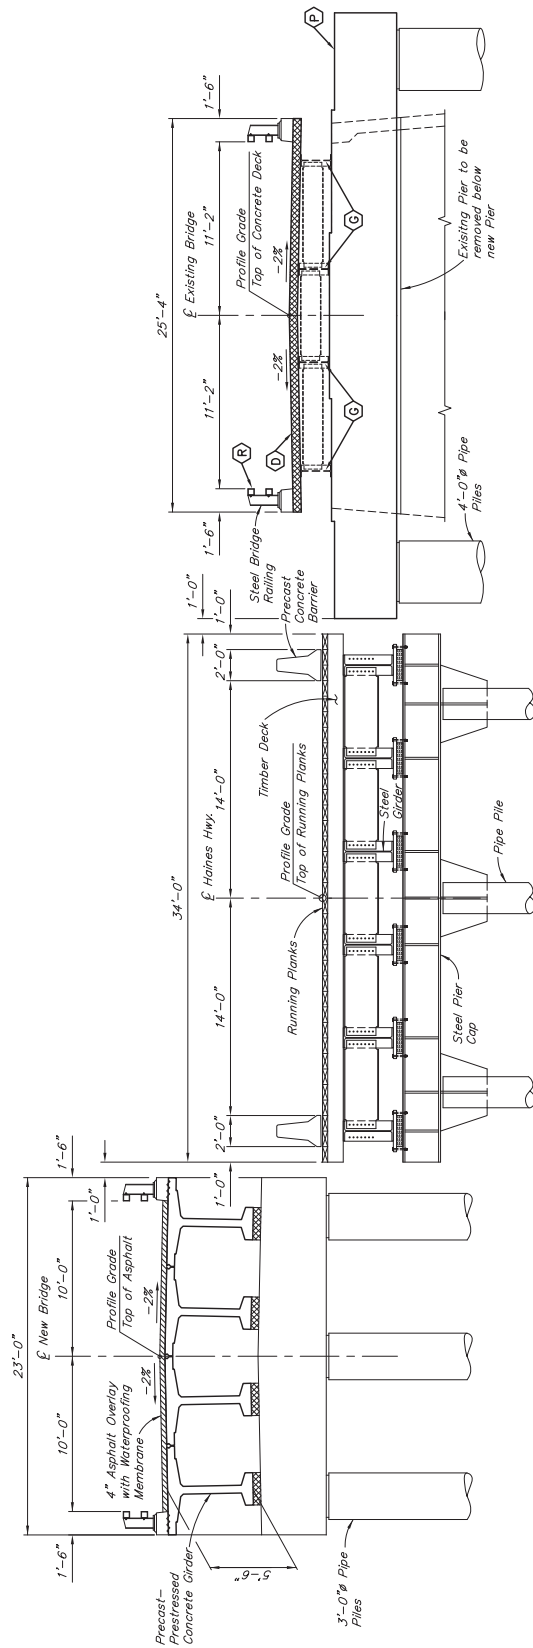 23'-0"
1'-6"
10'-0"
10'-0"
1'-6"
℄ New Bridge
1'-0"
4" Asphalt Overlay
with Waterproofing
Membrane
Profile Grade
Top of Asphalt
-2%
-2%
Precast-
Prestressed
Concrete Girder
5'-6"
3'-0"ø Pipe
Piles
34'-0"
1'-0"
2'-0"
14'-0"
14'-0"
2'-0"
1'-0"
1'-0"
℄ Haines Hwy.
Running Planks
Profile Grade
Top of Running Planks
Timber Deck
Precast
Concrete
Barrier
Steel
Girder
Steel Pier
Cap
Pipe Pile
25'-4"
1'-6"
11'-2"
11'-2"
1'-6"
℄ Existing Bridge
Steel Bridge
Railing
R
D
Profile Grade
Top of Concrete Deck
-2%
-2%
G
G
P
4'-0"ø Pipe
Piles
Exisitng Pier to be
removed below
new Pier